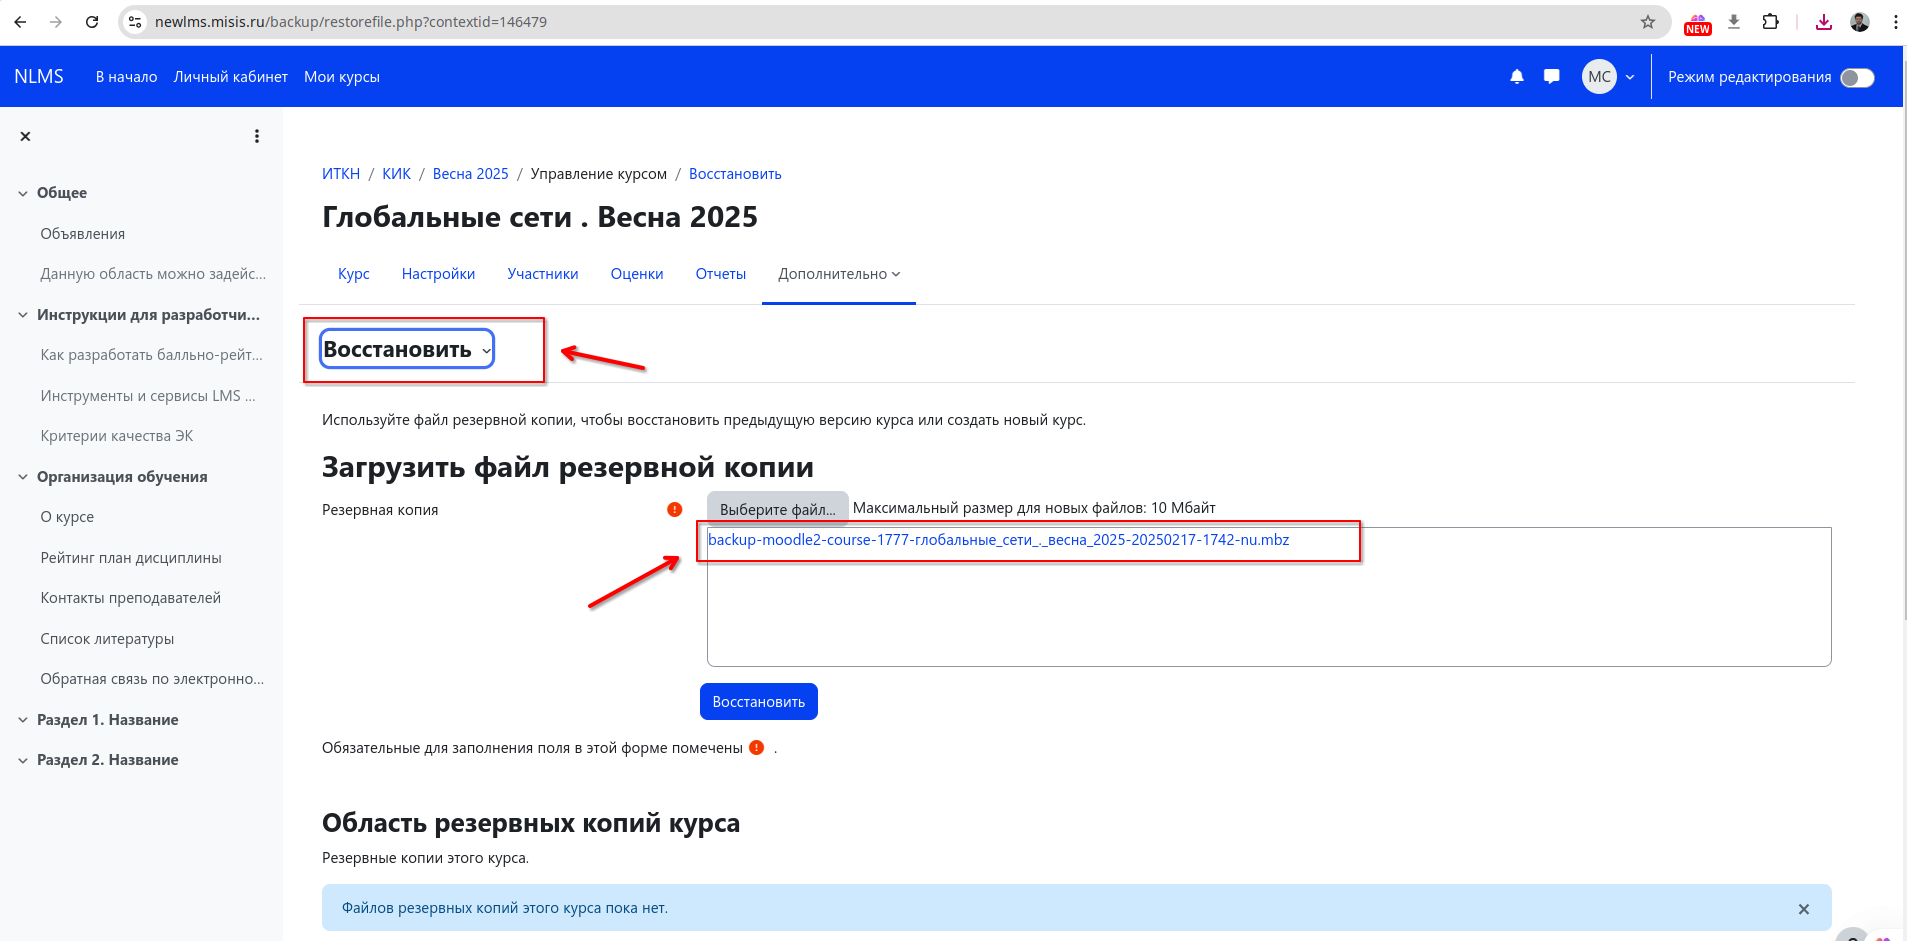 newlms.misis.ru/backup/restorefile.php?contextid=146479
NEW
NLMS
В начало
Личный кабинет
Мои курсы
МС
Режим редактирования
Общее
Объявления
Данную область можно задейс...
Инструкции для разработчи...
Как разработать балльно-рейт...
Инструменты и сервисы LMS ...
Критерии качества ЭК
Организация обучения
О курсе
Рейтинг план дисциплины
Контакты преподавателей
Список литературы
Обратная связь по электронно...
Раздел 1. Название
Раздел 2. Название
ИТКН / КИК / Весна 2025 / Управление курсом / Восстановить
Глобальные сети . Весна 2025
Курс
Настройки
Участники
Оценки
Отчеты
Дополнительно
Восстановить
Используйте файл резервной копии, чтобы восстановить предыдущую версию курса или создать новый курс.
Загрузить файл резервной копии
Резервная копия
Выберите файл...
Максимальный размер для новых файлов: 10 Мбайт
backup-moodle2-course-1777-глобальные_сети_._весна_2025-20250217-1742-nu.mbz
Восстановить
Обязательные для заполнения поля в этой форме помечены .
Область резервных копий курса
Резервные копии этого курса.
Файлов резервных копий этого курса пока нет.